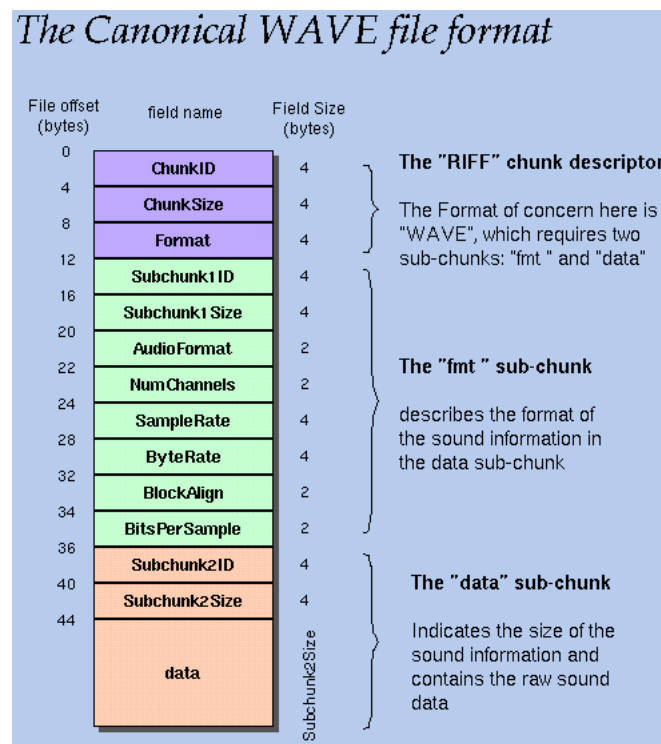 The Canonical WAVE file format
File offset
(bytes)
field name
Field Size
(bytes)
0
ChunkID
4
4
ChunkSize
4
8
Format
4
12
The "RIFF" chunk descriptor
The Format of concern here is
"WAVE", which requires two
sub-chunks: "fmt " and "data"
Subchunk1ID
4
16
Subchunk1Size
4
20
AudioFormat
2
22
NumChannels
2
24
SampleRate
4
28
ByteRate
4
32
BlockAlign
2
34
BitsPerSample
2
36
The "fmt " sub-chunk
describes the format of
the sound information in
the data sub-chunk
Subchunk2ID
4
40
Subchunk2Size
4
44
data
Subchunk2Size
The "data" sub-chunk
Indicates the size of the
sound information and
contains the raw sound
data